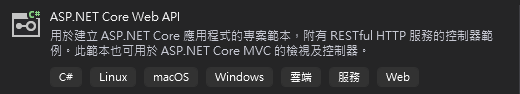 C#
ASP.NET Core Web API
用於建立 ASP.NET Core 應用程式的專案範本，附有 RESTful HTTP 服務的控制器範
例。此範本也可用於 ASP.NET Core MVC 的檢視及控制器。
C# Linux macOS Windows 雲端 服務 Web